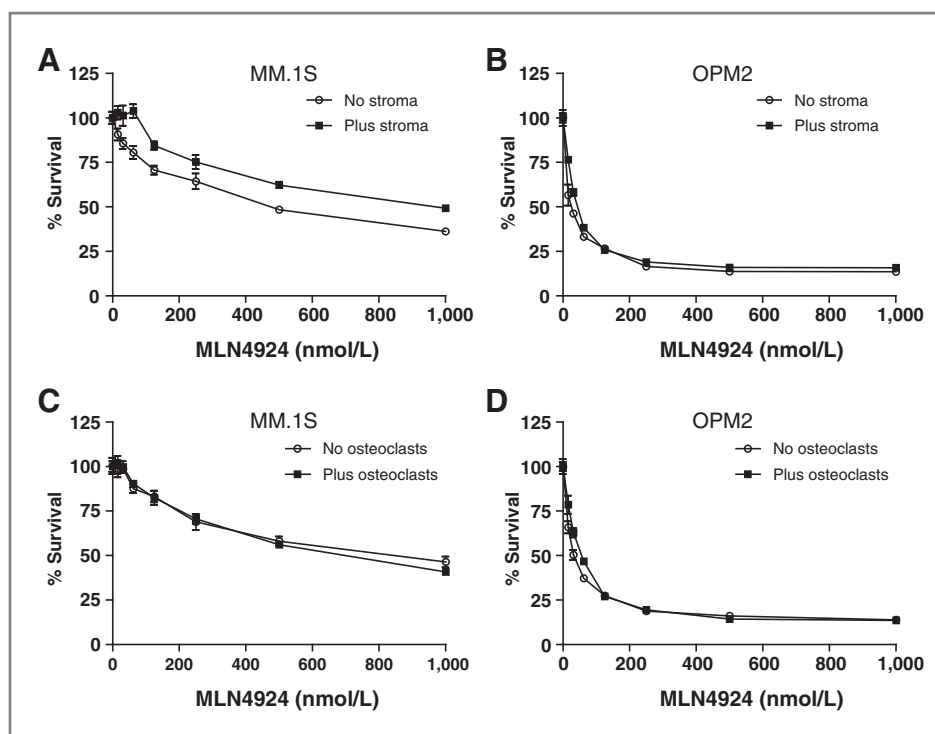 A
MM.1S
No stroma
Plus stroma
% Survival
125
100
75
50
25
0
0 200 400 600 800 1,000
MLN4924 (nmol/L)
B
OPM2
No stroma
Plus stroma
% Survival
125
100
75
50
25
0
0 200 400 600 800 1,000
MLN4924 (nmol/L)
C
MM.1S
No osteoclasts
Plus osteoclasts
% Survival
125
100
75
50
25
0
0 200 400 600 800 1,000
MLN4924 (nmol/L)
D
OPM2
No osteoclasts
Plus osteoclasts
% Survival
125
100
75
50
25
0
0 200 400 600 800 1,000
MLN4924 (nmol/L)